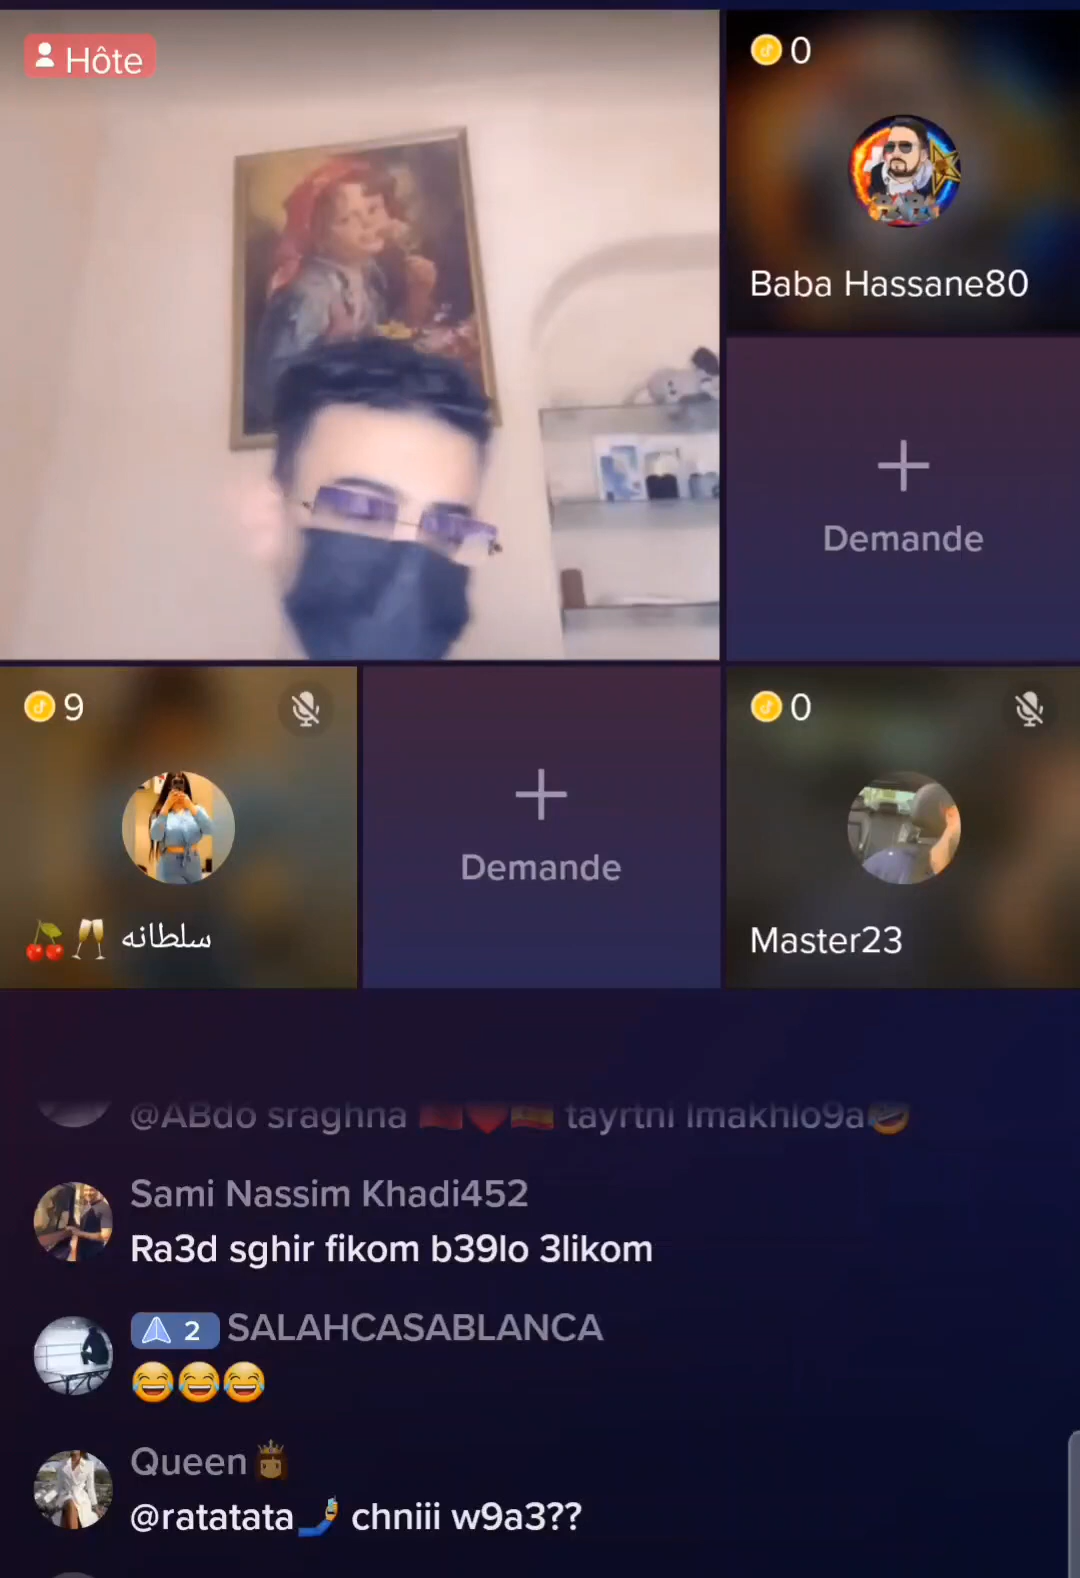 Hôte
0
Baba Hassane80
Demande
9
0
🍒🥂 سلطانه
Demande
Master23
@ABdo sraghna 🇲🇦❤️🇪🇸 tayrtni lmakhlo9a🤣
Sami Nassim Khadi452
Ra3d sghir fikom b39lo 3likom
2 SALAHCASABLANCA
😂😂😂
Queen👸🏾
@ratatata🤳 chniii w9a3??